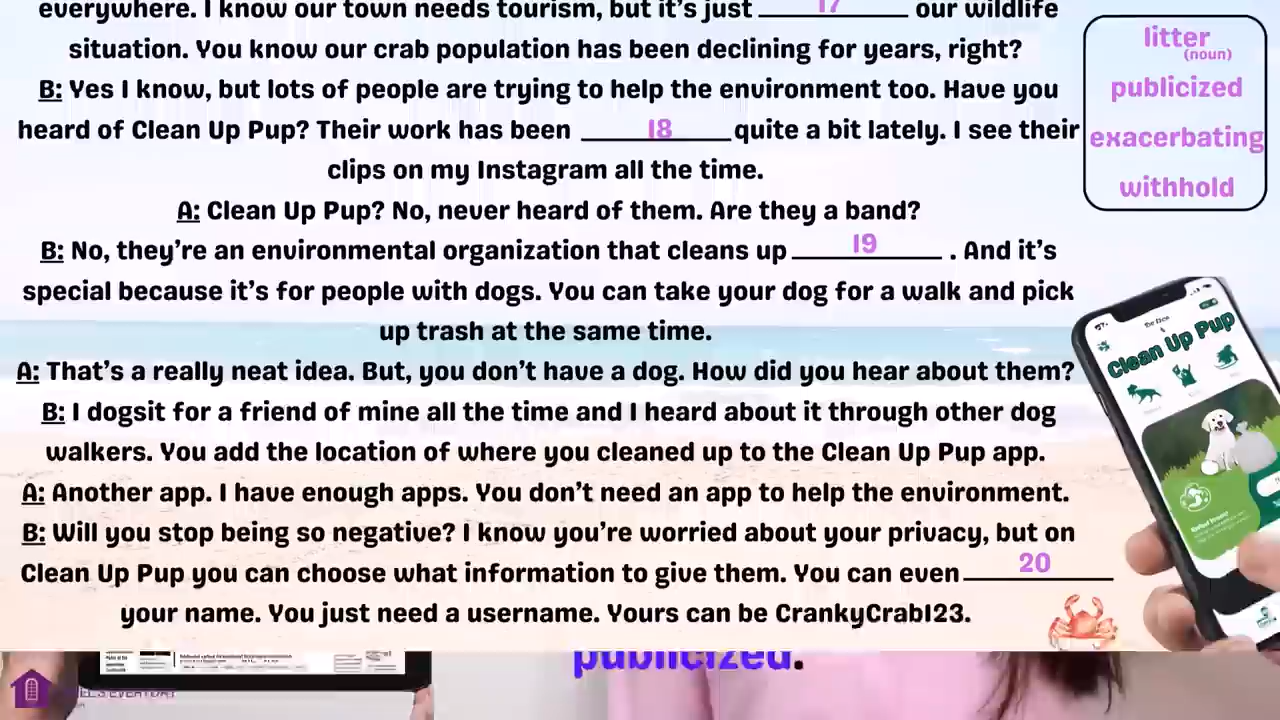 everywhere. I know our town needs tourism, but it's just 17 our wildlife
situation. You know our crab population has been declining for years, right?
B: Yes I know, but lots of people are trying to help the environment too. Have you
heard of Clean Up Pup? Their work has been 18 quite a bit lately. I see their
clips on my Instagram all the time.
A: Clean Up Pup? No, never heard of them. Are they a band?
B: No, they're an environmental organization that cleans up 19 . And it's
special because it's for people with dogs. You can take your dog for a walk and pick
up trash at the same time.
A: That's a really neat idea. But, you don't have a dog. How did you hear about them?
B: I dogsit for a friend of mine all the time and I heard about it through other dog
walkers. You add the location of where you cleaned up to the Clean Up Pup app.
A: Another app. I have enough apps. You don't need an app to help the environment.
B: Will you stop being so negative? I know you're worried about your privacy, but on
Clean Up Pup you can choose what information to give them. You can even 20
your name. You just need a username. Yours can be CrankyCrab123.
litter
(noun)
publicized
exacerbating
withhold
Clean Up Pup
publicized.